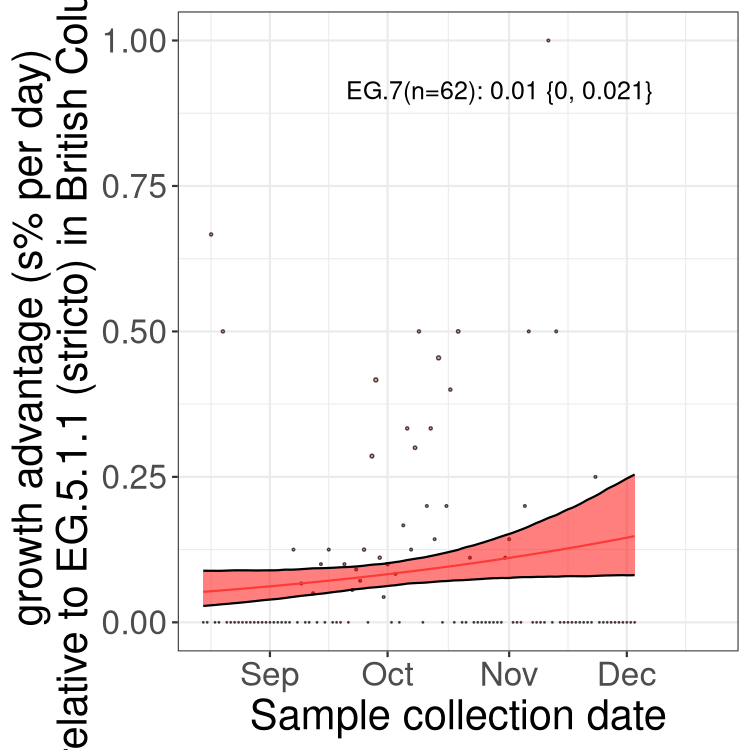 growth advantage (s% per day)
relative to EG.5.1.1 (stricto) in British Colu
1.00
0.75
0.50
0.25
0.00
EG.7(n=62): 0.01 {0, 0.021}
Sep Oct Nov Dec
Sample collection date